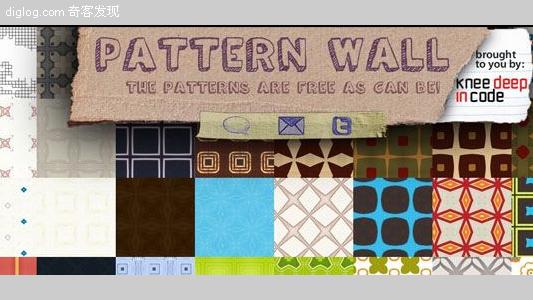 diglog.com 奇客发现
PATTERN WALL
THE PATTERNS ARE FREE AS CAN BE!
brought
to you by:
knee deep
in code